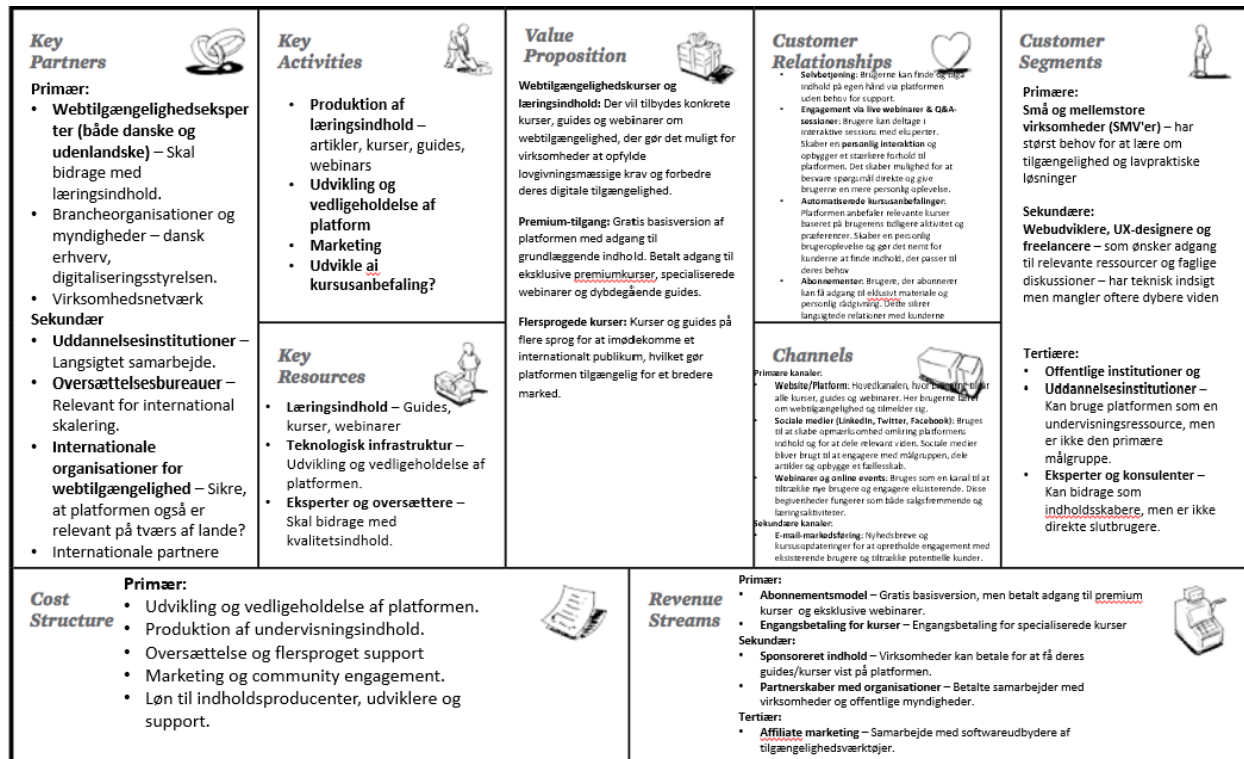 Key
Partners
Primær:
• Webtilgængelighedseksper
ter (både danske og
udenlandske) – Skal
bidrage med
læringsindhold.
• Brancheorganisationer og
myndigheder – dansk
erhverv,
digitaliseringsstyrelsen.
• Virksomhedsnetværk
Sekundær
• Uddannelsesinstitutioner –
Langsigtet samarbejde.
• Oversættelsesbureauer –
Relevant for international
skalering.
• Internationale
organisationer for
webtilgængelighed – Sikre,
at platformen også er
relevant på tværs af lande?
• Internationale partnere
Key
Activities
• Produktion af
læringsindhold –
artikler, kurser, guides,
webinars
• Udvikling og
vedligeholdelse af
platform
• Marketing
• Udvikle ai
kursusanbefaling?
Key
Resources
• Læringsindhold – Guides,
kurser, webinarer
• Teknologisk infrastruktur –
Udvikling og vedligeholdelse af
platformen.
• Eksperter og oversættere –
Skal bidrage med
kvalitetsindhold.
Value
Proposition
Webtilgængelighedskurser og
læringsindhold: Der vil tilbydes konkrete
kurser, guides og webinarer om
webtilgængelighed, der gør det muligt for
virksomheder at opfylde
lovgivningsmæssige krav og forbedre
deres digitale tilgængelighed.
Premium-tilgang: Gratis basisversion af
platformen med adgang til
grundlæggende indhold. Betalt adgang til
eksklusive premiumkurser, specialiserede
webinarer og dybdegående guides.
Flersprogede kurser: Kurser og guides på
flere sprog for at imødekomme et
internationalt publikum, hvilket gør
platformen tilgængelig for et bredere
marked.
Customer
Relationships
• Selvbetjening: Brugerne kan finde og tilgå
indhold på egen hånd via platformen
uden behov for support.
• Engagement via live webinarer & Q&A-
sessioner: Brugere kan deltage i
interaktive sessions med eksperter.
Skaber en personlig interaktion og
opbygger et stærkere forhold til
platformen. Det skaber mulighed for at
besvare spørgsmål direkte og give
brugerne en mere personlig oplevelse.
• Automatiserede kursusanbefalinger:
Platformen anbefaler relevante kurser
baseret på brugerens tidligere aktivitet og
præferencer. Skaber en personlig
brugeroplevelse og gør det nemt for
kunderne at finde indhold, der passer til
deres behov
• Abonnementer: Brugere, der abonnerer
kan få adgang til eklusivt materiale og
personlig rådgivning. Dette sikrer
langsigtede relationer med kunderne
Channels
Primære kanaler:
• Website/Platform: Hovedkanalen, hvor
alle kurser, guides og webinarer. Her brugerne
om webtilgængelighed og tilmelder sig.
• Sociale medier (LinkedIn, Twitter, Facebook): Bruges
til at skabe opmærksomhed omkring platformens
indhold og for at dele relevant viden. Sociale medier
bliver brugt til at engagere med målgruppen, dele
artikler og opbygge et fællesskab.
• Webinarer og online events: Bruges som en kanal til at
tiltrække nye brugere og engagere eksisterende. Disse
begivenheder fungerer som både salgsfremmende og
læringsaktiviteter.
Sekundære kanaler:
• E-mail-markedsføring: Nyhedsbreve og
kursusopdateringer for at opretholde engagement med
eksisterende brugere og tiltrække potentielle kunder.
Customer
Segments
Primære:
Små og mellemstore
virksomheder (SMV'er) – har
størst behov for at lære om
tilgængelighed og lavpraktiske
løsninger
Sekundære:
Webudviklere, UX-designere og
freelancere – som ønsker adgang
til relevante ressourcer og faglige
diskussioner – har teknisk indsigt
men mangler oftere dybere viden
Tertiære:
• Offentlige institutioner og
• Uddannelsesinstitutioner –
Kan bruge platformen som en
undervisningsressource, men
er ikke den primære
målgruppe.
• Eksperter og konsulenter –
Kan bidrage som
indholdsskabere, men er ikke
direkte slutbrugere.
Cost
Structure
Primær:
• Udvikling og vedligeholdelse af platformen.
• Produktion af undervisningsindhold.
• Oversættelse og flersproget support
• Marketing og community engagement.
• Løn til indholdsproducenter, udviklere og
support.
Revenue
Streams
Primær:
• Abonnementsmodel – Gratis basisversion, men betalt adgang til premium
kurser og eksklusive webinarer.
• Engangsbetaling for kurser – Engangsbetaling for specialiserede kurser
Sekundær:
• Sponsoreret indhold – Virksomheder kan betale for at få deres
guides/kurser vist på platformen.
• Partnerskaber med organisationer – Betalte samarbejder med
virksomheder og offentlige myndigheder.
Tertiær:
• Affiliate marketing – Samarbejde med softwareudbydere af
tilgængelighedsværktøjer.